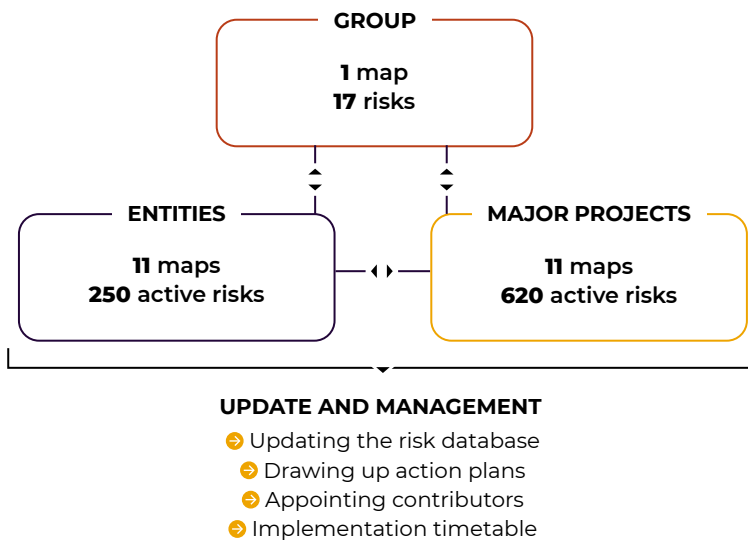 GROUP
1 map
17 risks
ENTITIES
11 maps
250 active risks
MAJOR PROJECTS
11 maps
620 active risks
UPDATE AND MANAGEMENT
Updating the risk database
Drawing up action plans
Appointing contributors
Implementation timetable